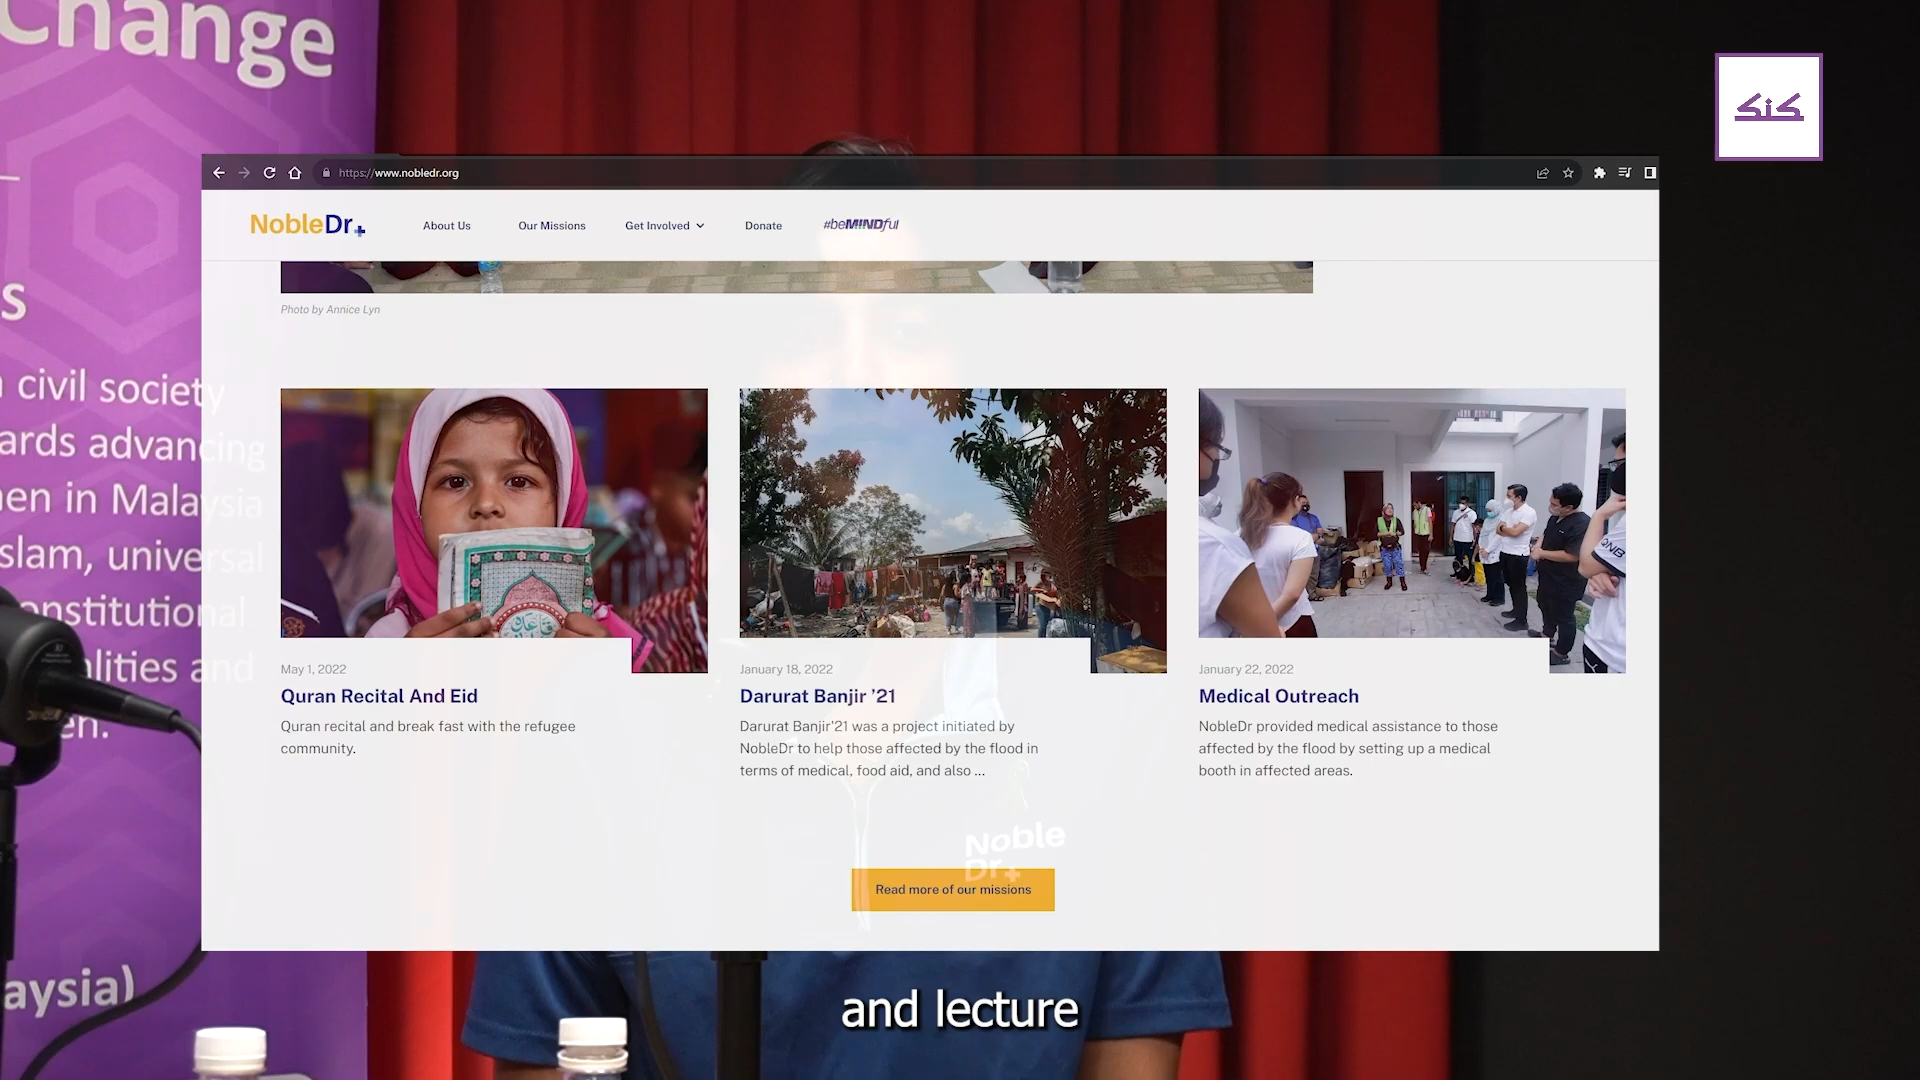 Change
s
civil society
ards advancing
en in Malaysia
slam, universal
onstitutional
alities and
en.
aysia)
کiک
https://www.nobledr.org
NobleDr+
About Us
Our Missions
Get Involved
Donate
#beMINDful
Photo by Annice Lyn
QNB
May 1, 2022
Quran Recital And Eid
Quran recital and break fast with the refugee
community.
January 18, 2022
Darurat Banjir ’21
Darurat Banjir'21 was a project initiated by
NobleDr to help those affected by the flood in
terms of medical, food aid, and also ...
January 22, 2022
Medical Outreach
NobleDr provided medical assistance to those
affected by the flood by setting up a medical
booth in affected areas.
Noble
Dr+
Read more of our missions
and lecture